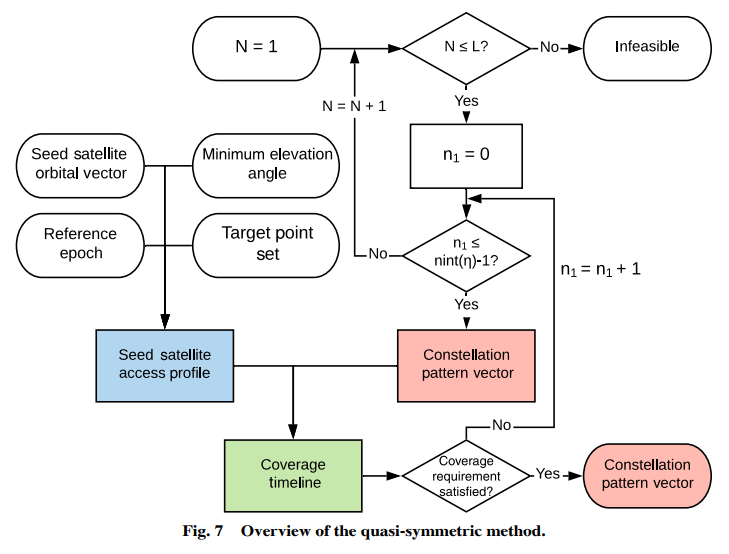 N = 1
N ≤ L?
No
Infeasible
N = N + 1
Yes
n₁ = 0
Seed satellite
orbital vector
Minimum elevation
angle
Reference
epoch
Target point
set
No
n₁ ≤
nint(η)-1?
n₁ = n₁ + 1
Yes
Seed satellite
access profile
Constellation
pattern vector
No
Coverage
timeline
Coverage
requirement
satisfied?
Yes
Constellation
pattern vector
Fig. 7 Overview of the quasi-symmetric method.